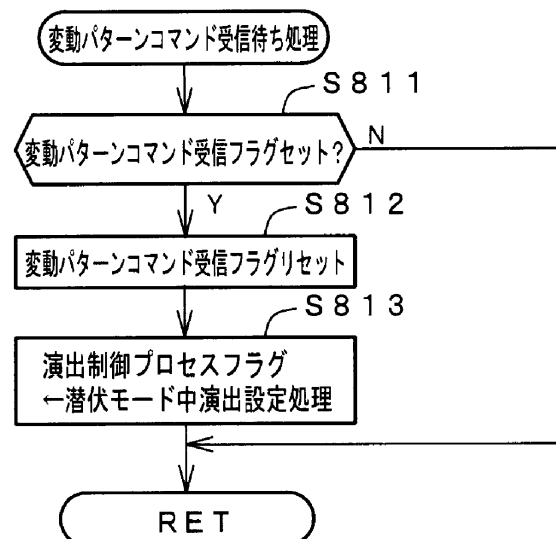 変動パターンコマンド受信待ち処理
S811
変動パターンコマンド受信フラグセット?
N
Y
S812
変動パターンコマンド受信フラグリセット
S813
演出制御プロセスフラグ
←潜伏モード中演出設定処理
RET